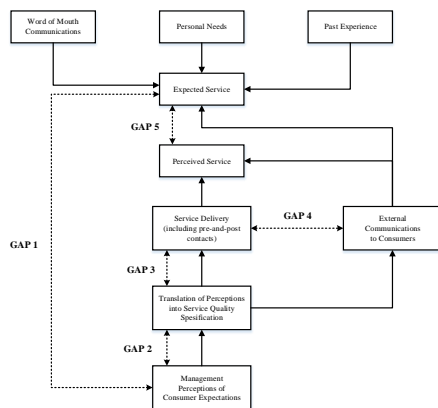 Word of Mouth
Communications
Personal Needs
Past Experience
Expected Service
GAP 5
Perceived Service
Service Delivery
(including pre-and-post
contacts)
GAP 4
External
Communications
to Consumers
GAP 1
GAP 3
Translation of Perceptions
into Service Quality
Spesification
GAP 2
Management
Perceptions of
Consumer Expectations